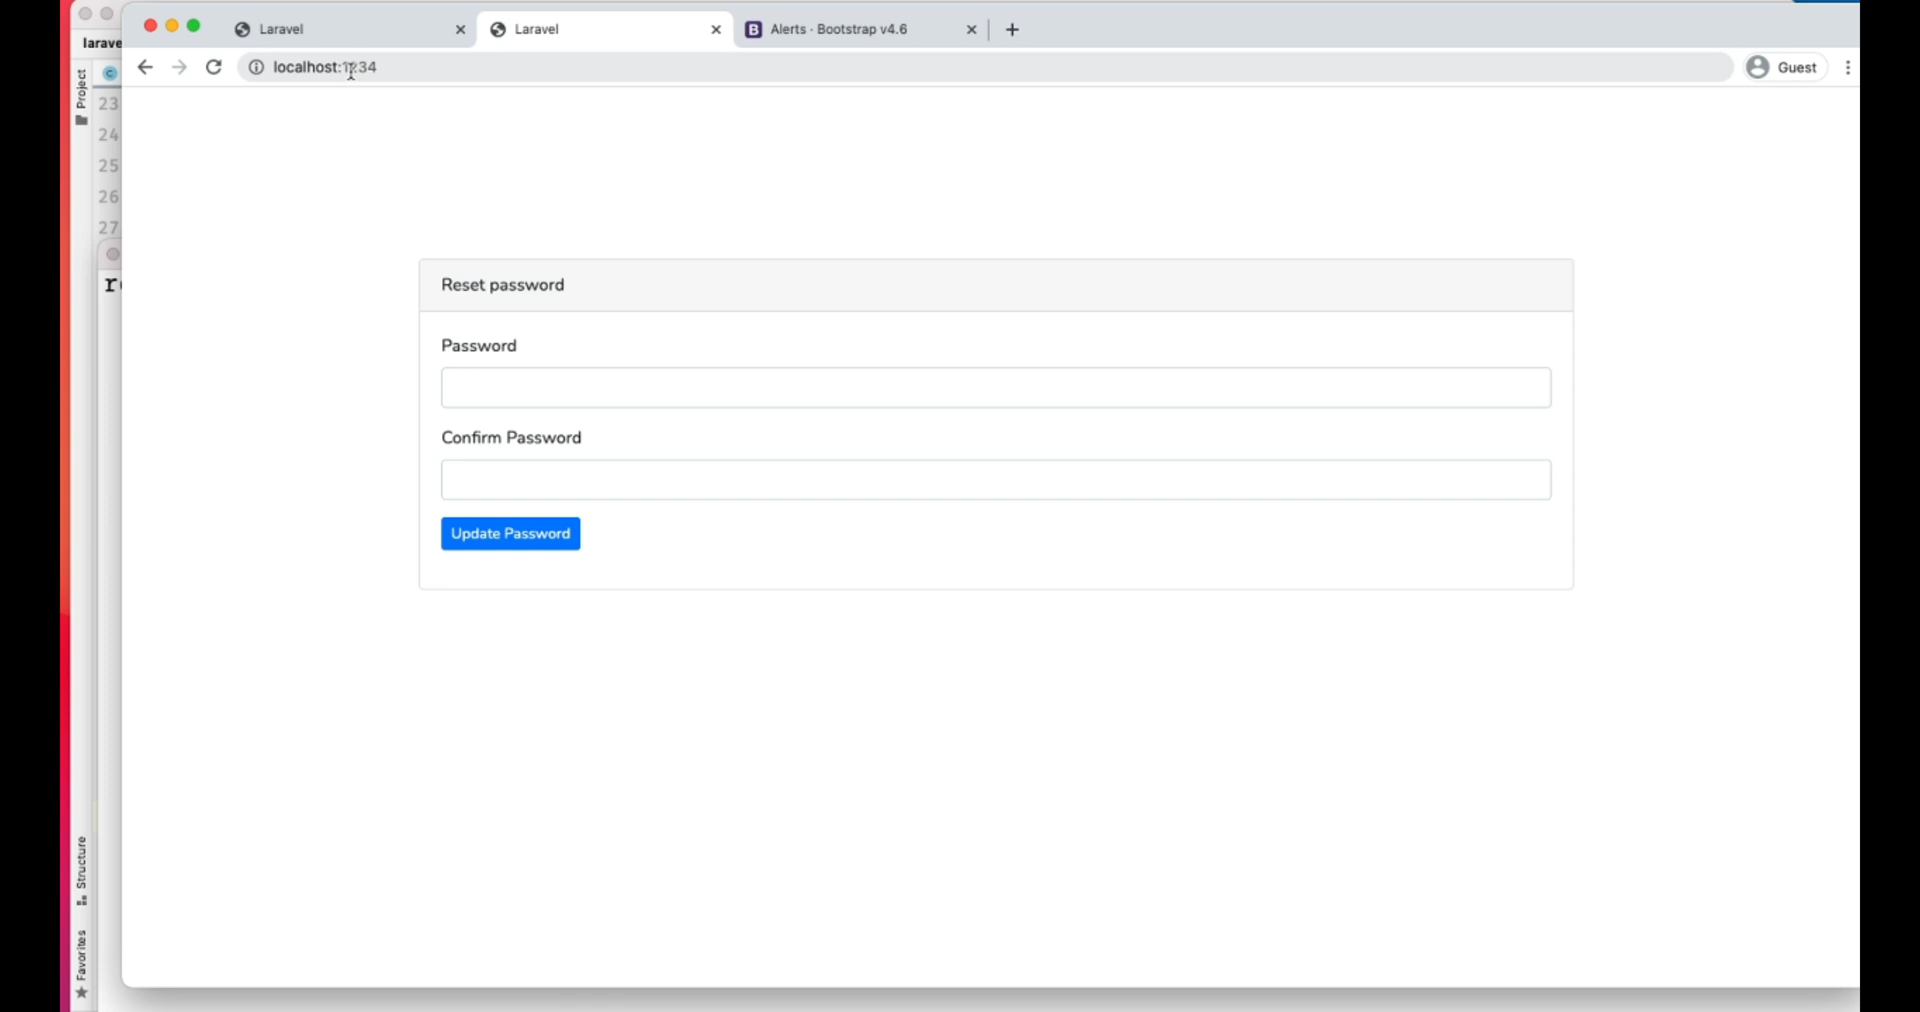 Laravel
Laravel
Alerts · Bootstrap v4.6
localhost:1234
Guest
larave
Project
23
24
25
26
27
Reset password
Password
Confirm Password
Update Password
Structure
Favorites